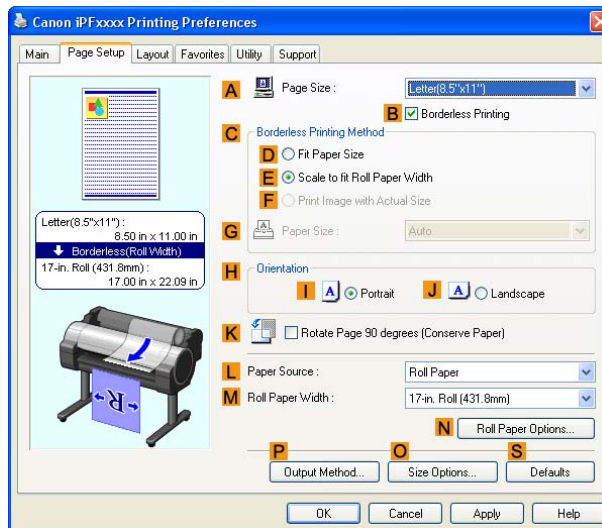 Canon iPFxxxx Printing Preferences
Main Page Setup Layout Favorites Utility Support
A Page Size : Letter(8.5"x11")
B Borderless Printing
C Borderless Printing Method
D Fit Paper Size
E Scale to fit Roll Paper Width
F Print Image with Actual Size
G Paper Size : Auto
Letter(8.5"x11") :
8.50 in x 11.00 in
Borderless(Roll Width)
17-in. Roll (431.8mm) :
17.00 in x 22.09 in
H Orientation
I A Portrait J A Landscape
K Rotate Page 90 degrees (Conserve Paper)
L Paper Source : Roll Paper
M Roll Paper Width : 17-in. Roll (431.8mm)
N Roll Paper Options...
R
P O S
Output Method... Size Options... Defaults
OK Cancel Apply Help